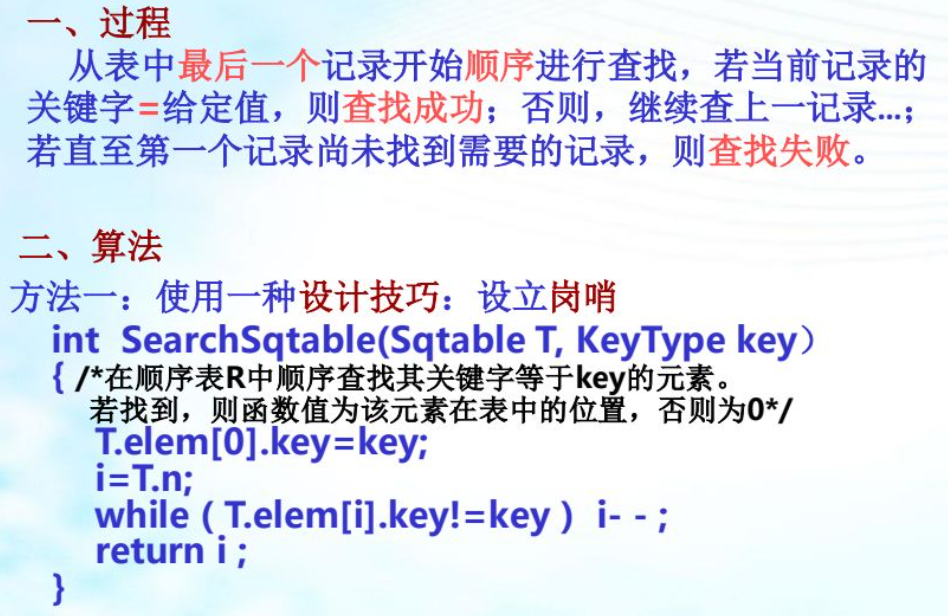 一、过程
从表中最后一个记录开始顺序进行查找，若当前记录的
关键字=给定值，则查找成功；否则，继续查上一记录...；
若直至第一个记录尚未找到需要的记录，则查找失败。
二、算法
方法一：使用一种设计技巧：设立岗哨
int SearchSqtable(Sqtable T, KeyType key）
{ /*在顺序表R中顺序查找其关键字等于key的元素。
若找到，则函数值为该元素在表中的位置，否则为0*/
T.elem[0].key=key;
i=T.n;
while ( T.elem[i].key!=key ) i- - ;
return i ;
}